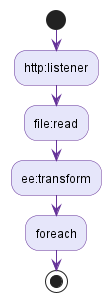 http:listener
file:read
ee:transform
foreach